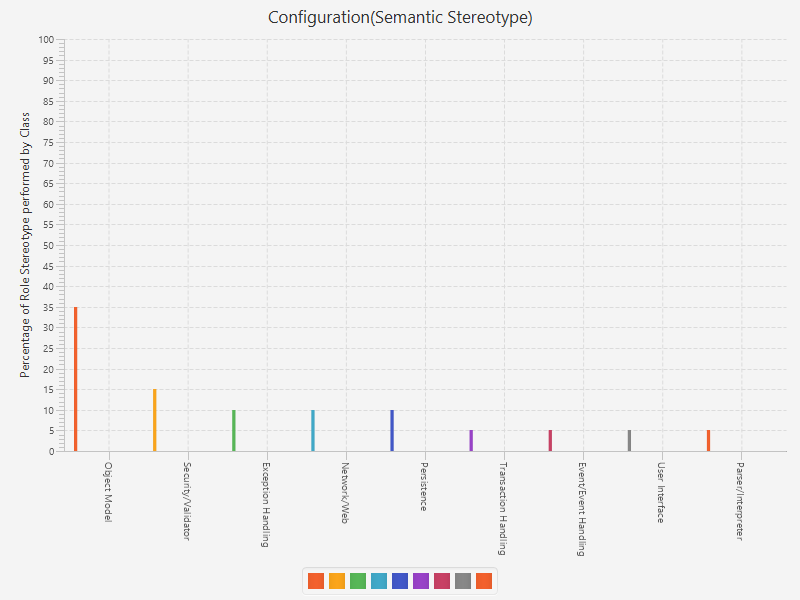 Configuration(Semantic Stereotype)
Percentage of Role Stereotype performed by Class
100
95
90
85
80
75
70
65
60
55
50
45
40
35
30
25
20
15
10
5
0
Object Model
Security/Validator
Exception Handling
Network/Web
Persistence
Transaction Handling
Event/Event Handling
User Interface
Parser/Interpreter